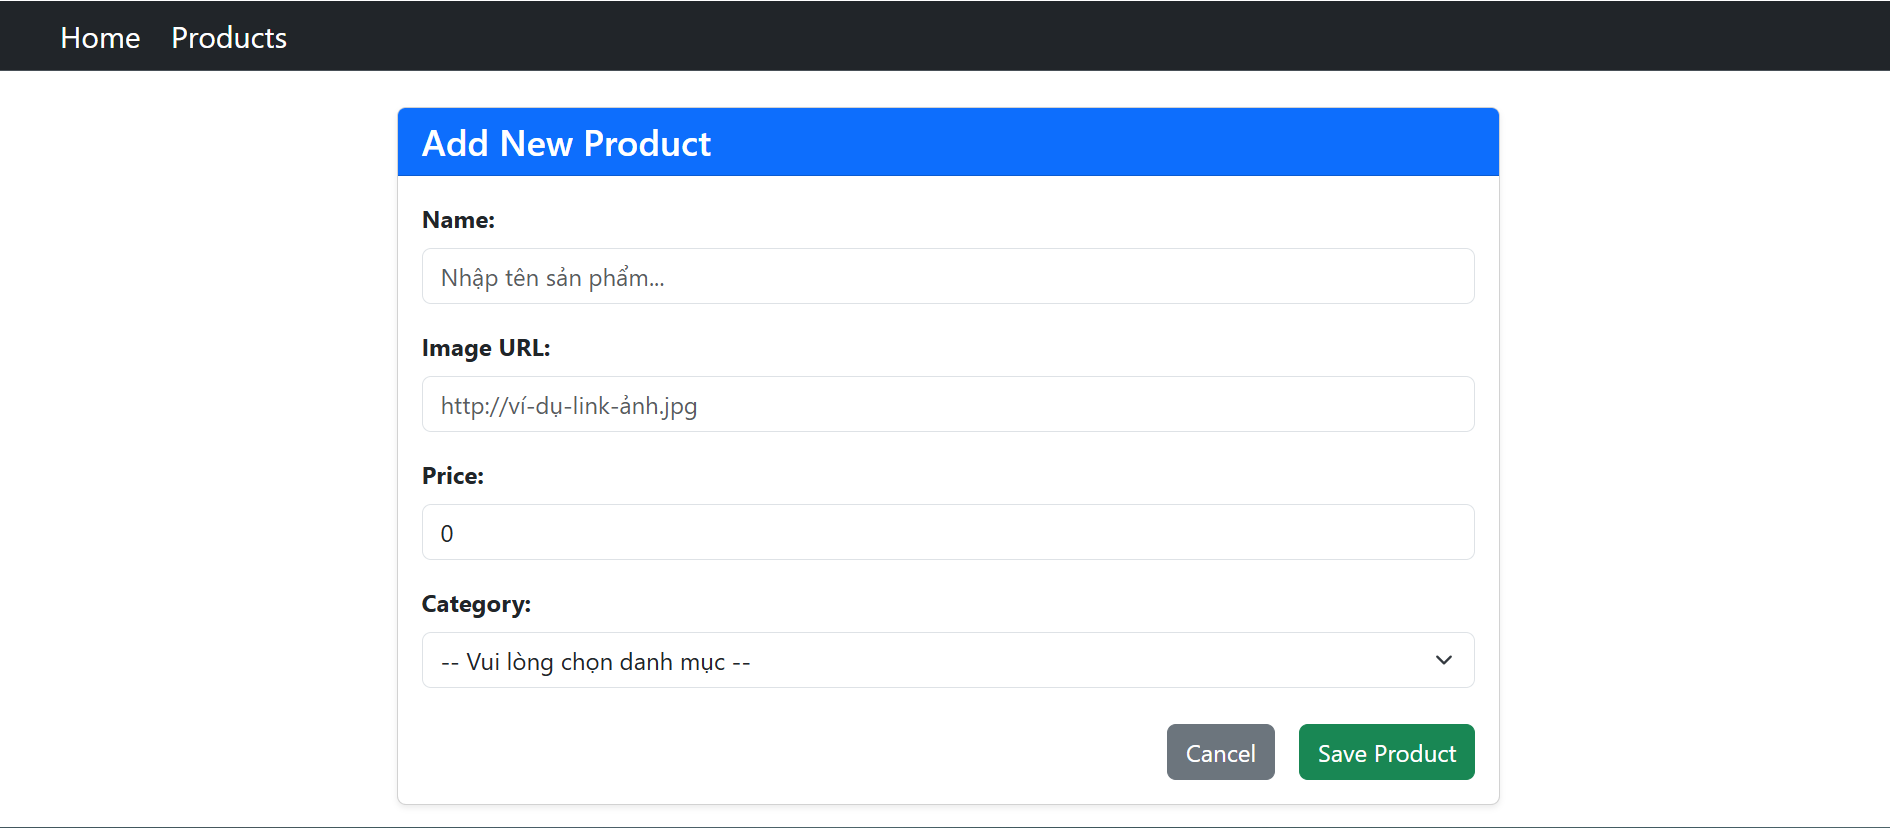 Home Products
Add New Product
Name:
Nhập tên sản phẩm...
Image URL:
http://ví-dụ-link-ảnh.jpg
Price:
0
Category:
-- Vui lòng chọn danh mục --
Cancel Save Product